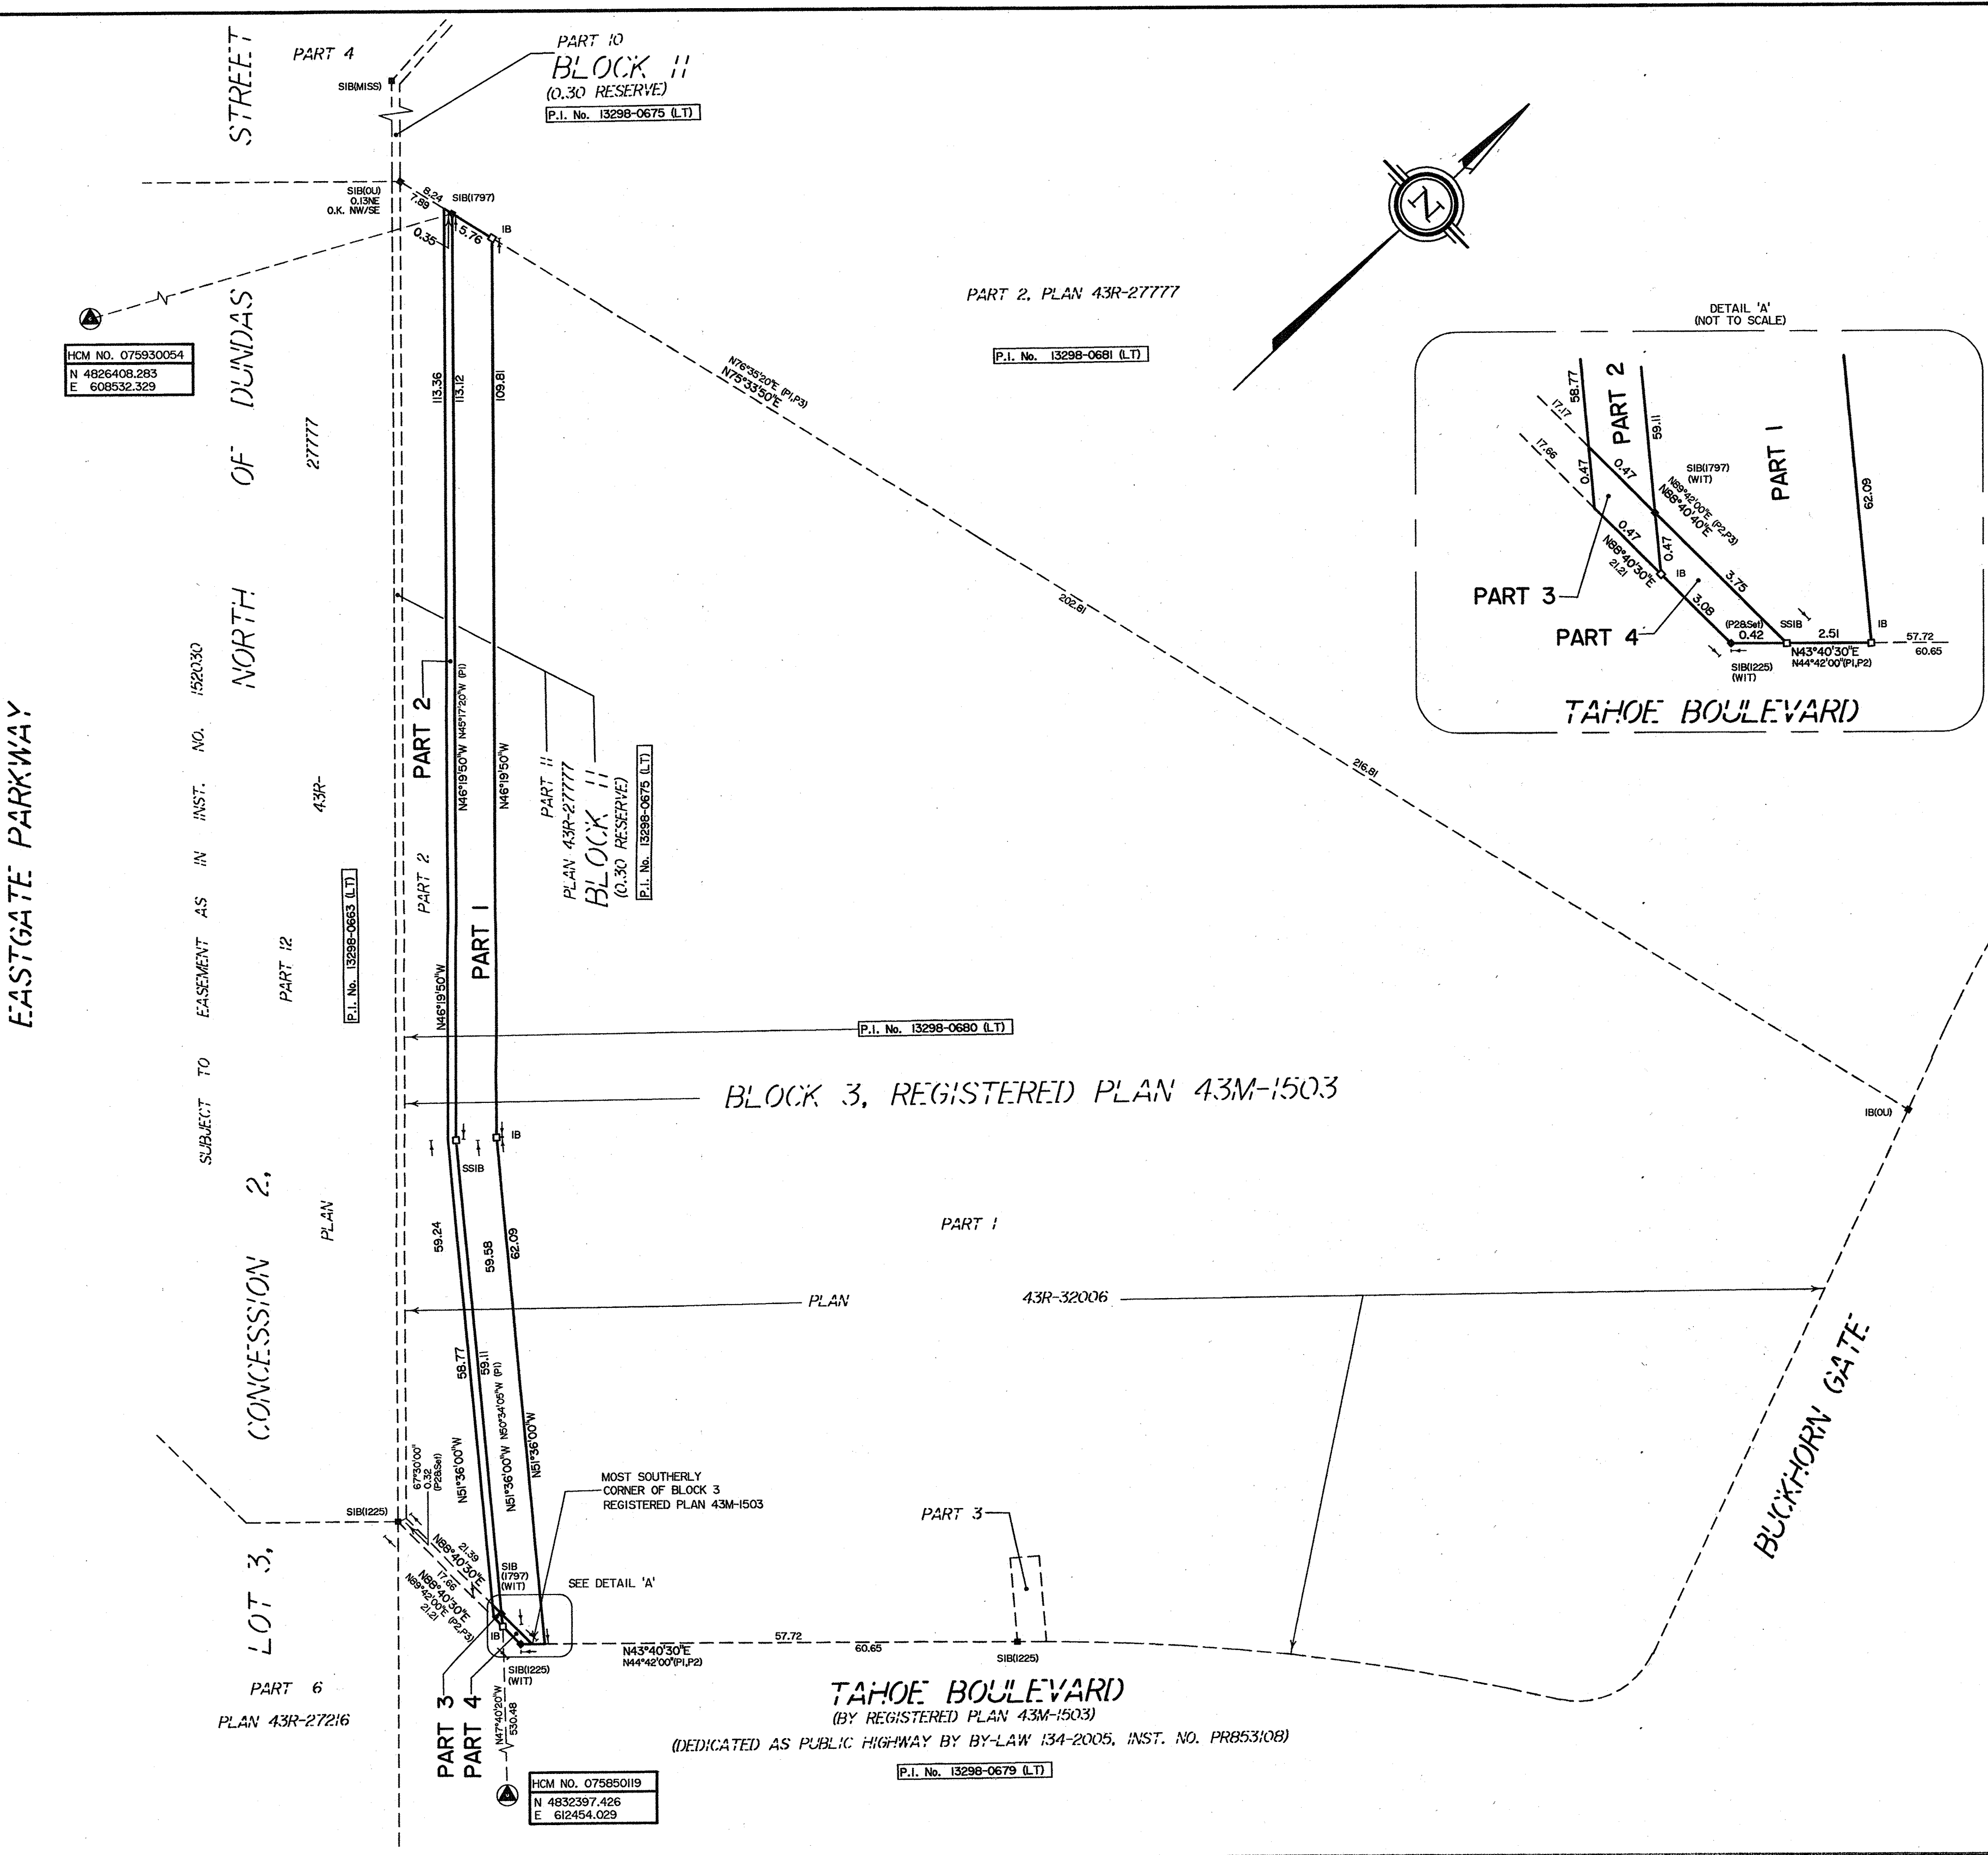 STREET
PART 4
SIB(MISS)
PART 10
BLOCK 11
(0.30 RESERVE)
P.I. No. 13298-0675 (LT)
SIB(OU)
0.13NE
O.K. NW/SE
8.24
7.89
SIB(1797)
IB
0.35
5.76
HCM NO. 075930054
N 4826408.283
E 608532.329
N
PART 2, PLAN 43R-27777
P.I. No. 13298-0681 (LT)
N76°35'20"E (P1,P3)
N75°33'50"E
202.81
216.81
113.36
113.12
109.81
DETAIL 'A'
(NOT TO SCALE)
58.77
PART 2
59.11
PART 1
62.09
17.17
17.66
0.47
0.47
SIB(1797)
(WIT)
N89°42'00"E (P2,P3)
N88°40'40"E
0.47
0.47
N88°40'30"E
21.21
IB
3.75
3.08
PART 3
PART 4
(P2&Set)
0.42
SSIB
2.51
IB
57.72
60.65
N43°40'30"E
N44°42'00"(P1,P2)
SIB(1225)
(WIT)
TAHOE BOULEVARD
EASTGATE PARKWAY
SUBJECT TO EASEMENT AS IN INST. NO. 152030
LOT 3, CONCESSION 2, NORTH OF DUNDAS
PART 12
PLAN 43R- 27777
P.I. No. 13298-0663 (LT)
PART 2
PART 2
N46°19'50"W
N46°19'50"W N45°17'20"W (P1)
N46°19'50"W
PART 1
PART 11
PLAN 43R-27777
BLOCK 11
(0.30 RESERVE)
P.I. No. 13298-0675 (LT)
P.I. No. 13298-0680 (LT)
BLOCK 3, REGISTERED PLAN 43M-1503
IB(OU)
IB
SSIB
59.24
59.58
62.09
PART 1
PLAN 43R-32006
58.77
59.11
N51°36'00"W
N51°36'00"W N50°34'05"W (P1)
N51°36'00"W
BUCKHORN GATE
67°30'00"
0.32
(P2&Set)
SIB(1225)
MOST SOUTHERLY
CORNER OF BLOCK 3
REGISTERED PLAN 43M-1503
PART 3
21.39
N88°40'30"E
17.66
N88°40'30"E
N89°42'00"E (P2,P3)
21.21
SIB
(1797)
(WIT)
SEE DETAIL 'A'
IB
SIB(1225)
(WIT)
57.72
60.65
N43°40'30"E
N44°42'00"(P1,P2)
SIB(1225)
PART 6
PLAN 43R-27216
PART 3
PART 4
N47°40'20"W
530.48
TAHOE BOULEVARD
(BY REGISTERED PLAN 43M-1503)
(DEDICATED AS PUBLIC HIGHWAY BY BY-LAW 134-2005, INST. NO. PR853108)
P.I. No. 13298-0679 (LT)
HCM NO. 075850119
N 4832397.426
E 612454.029